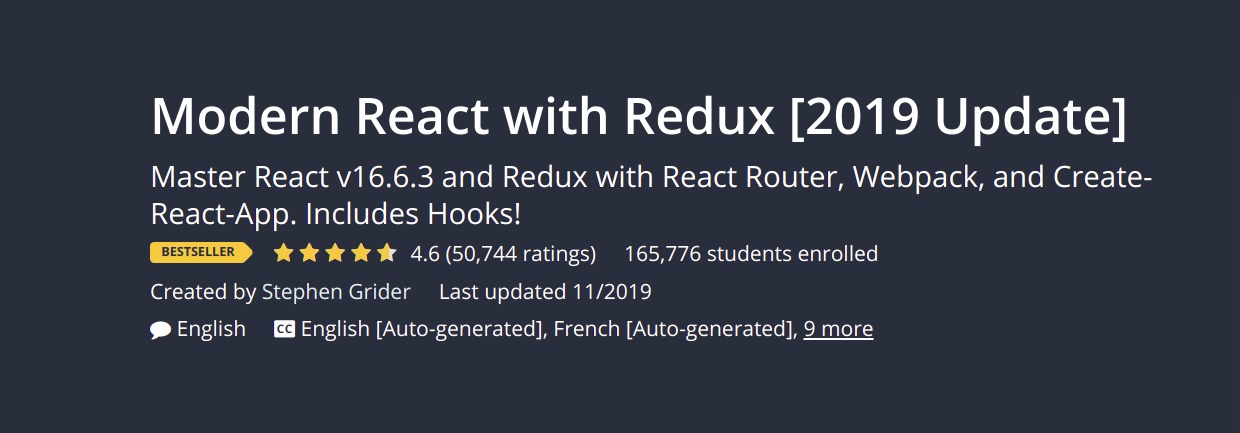 Modern React with Redux [2019 Update]
Master React v16.6.3 and Redux with React Router, Webpack, and Create-
React-App. Includes Hooks!
BESTSELLER 4.6 (50,744 ratings) 165,776 students enrolled
Created by Stephen Grider Last updated 11/2019
English CC English [Auto-generated], French [Auto-generated], 9 more